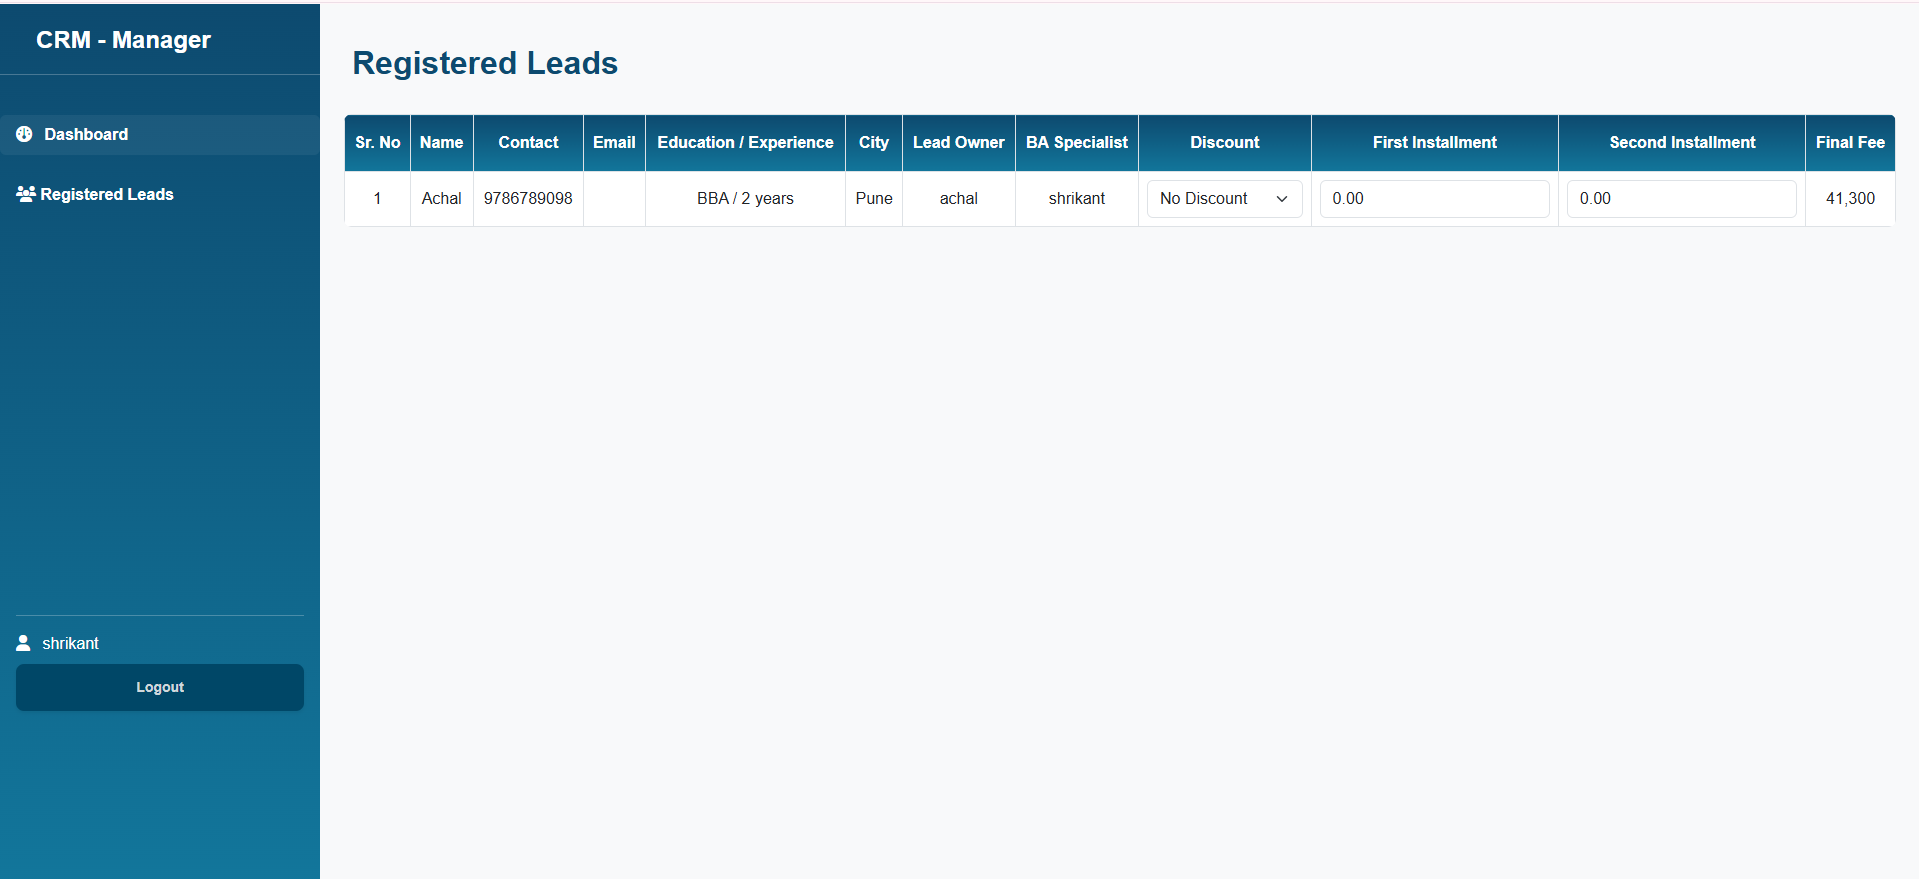 CRM - Manager
Dashboard
Registered Leads
shrikant
Logout
Registered Leads
Sr. No Name Contact Email Education / Experience City Lead Owner BA Specialist Discount First Installment Second Installment Final Fee
1 Achal 9786789098 BBA / 2 years Pune achal shrikant No Discount 0.00 0.00 41,300